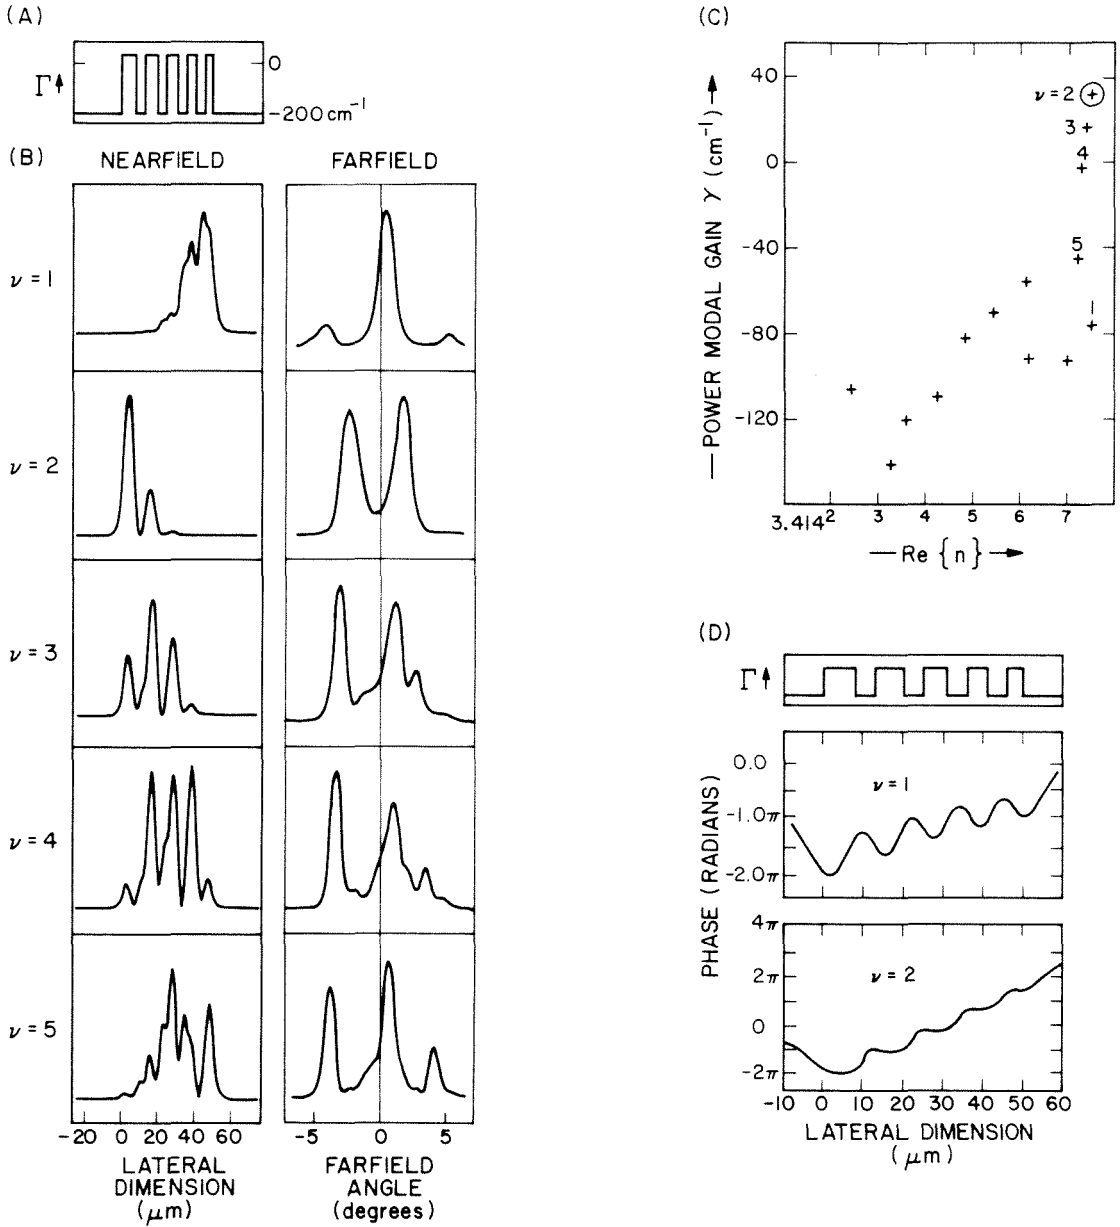 (A)
Γ↑
0
-200 cm⁻¹
(B)
NEARFIELD
FARFIELD
ν = 1
ν = 2
ν = 3
ν = 4
ν = 5
-20 0 20 40 60
LATERAL
DIMENSION
(μm)
-5 0 5
FARFIELD
ANGLE
(degrees)
(C)
40
0
-40
-80
-120
—POWER MODAL GAIN γ (cm⁻¹)→
ν = 2
3
4
5
1
3.414² 3 4 5 6 7
—Re {n}→
(D)
Γ↑
PHASE (RADIANS)
0.0
-1.0π
-2.0π
ν = 1
4π
2π
0
-2π
ν = 2
-10 0 10 20 30 40 50 60
LATERAL DIMENSION
(μm)